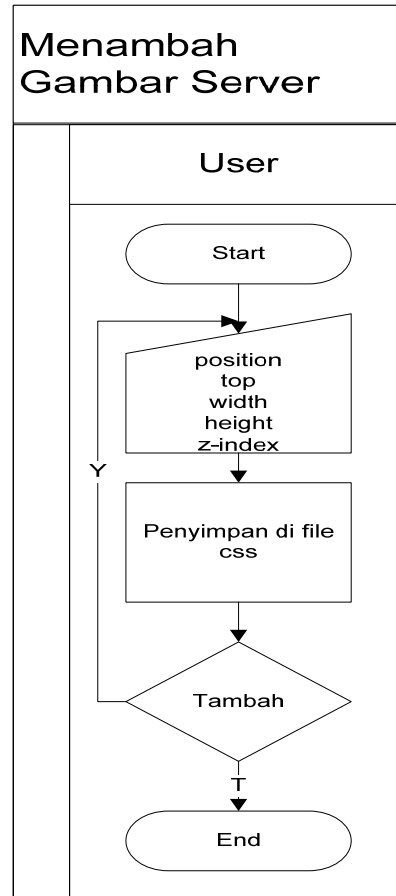 Menambah
Gambar Server
User
Start
position
top
width
height
z-index
Y
Penyimpan di file
css
Tambah
T
End